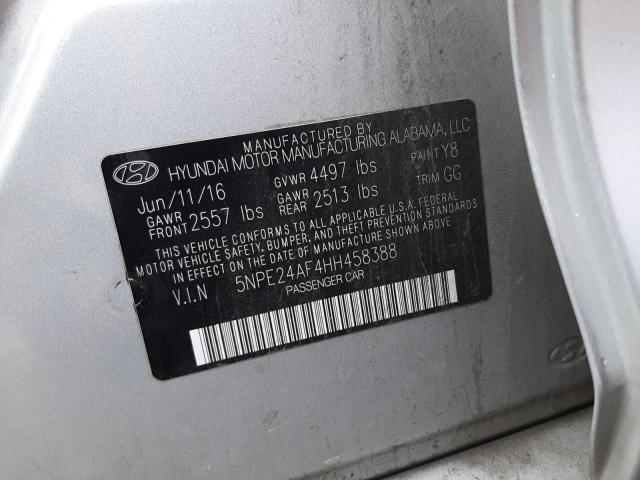 MANUFACTURED BY
HYUNDAI MOTOR MANUFACTURING ALABAMA, LLC
Jun/11/16 GVWR 4497 lbs PAINT Y8
GAWR FRONT 2557 lbs GAWR REAR 2513 lbs TRIM GG
THIS VEHICLE CONFORMS TO ALL APPLICABLE U.S.A. FEDERAL
MOTOR VEHICLE SAFETY, BUMPER, AND THEFT PREVENTION STANDARDS
IN EFFECT ON THE DATE OF MANUFACTURE SHOWN ABOVE.
V.I.N 5NPE24AF4HH458388
PASSENGER CAR